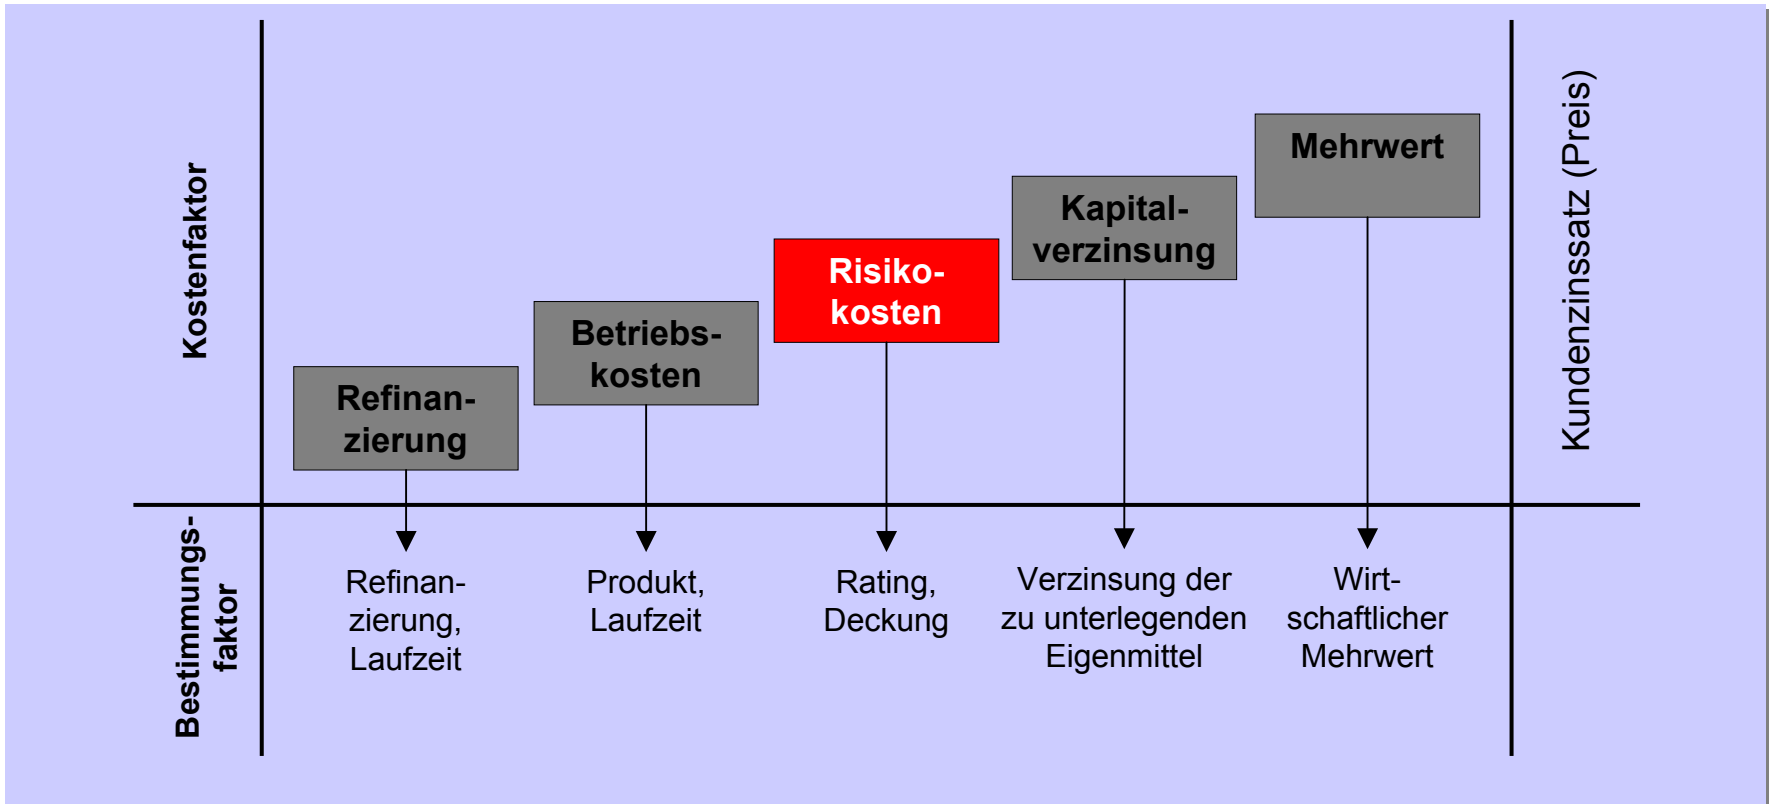 Kostenfaktor
Refinan-
zierung
Betriebs-
kosten
Risiko-
kosten
Kapital-
verzinsung
Mehrwert
Kundenzinssatz (Preis)
Bestimmungs-
faktor
Refinan-
zierung,
Laufzeit
Produkt,
Laufzeit
Rating,
Deckung
Verzinsung der
zu unterlegenden
Eigenmittel
Wirt-
schaftlicher
Mehrwert